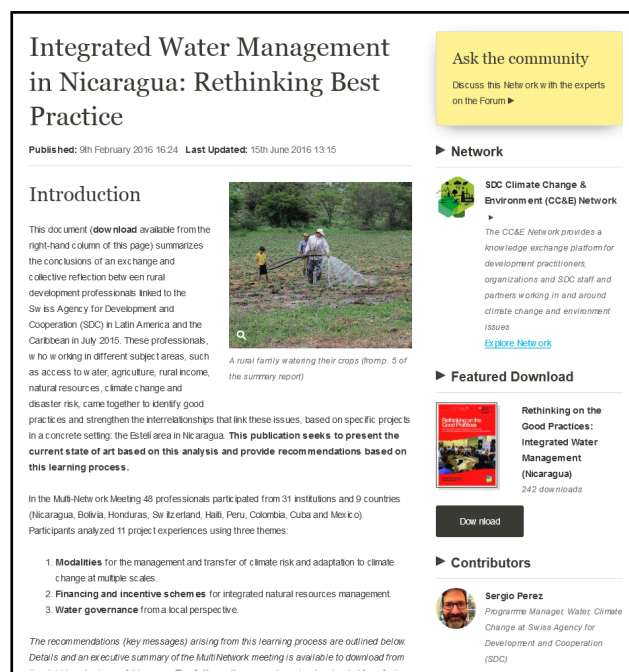 Integrated Water Management
in Nicaragua: Rethinking Best
Practice
Published: 9th February 2016 16:24 Last Updated: 15th June 2016 13:15
Introduction
This document (download available from the
right-hand column of this page) summarizes
the conclusions of an exchange and
collective reflection between rural
development professionals linked to the
Swiss Agency for Development and
Cooperation (SDC) in Latin America and the
Caribbean in July 2015. These professionals,
who working in different subject areas, such
as access to water, agriculture, rural income,
natural resources, climate change and
disaster risk, came together to identify good
practices and strengthen the interrelationships that link these issues, based on specific projects
in a concrete setting: the Estelí area in Nicaragua. This publication seeks to present the
current state of art based on this analysis and provide recommendations based on
this learning process.
A rural family watering their crops (from p. 5 of
the summary report)
In the Multi-Network Meeting 48 professionals participated from 31 institutions and 9 countries
(Nicaragua, Bolivia, Honduras, Switzerland, Haiti, Peru, Colombia, Cuba and Mexico).
Participants analyzed 11 project experiences using three themes:
1. Modalities for the management and transfer of climate risk and adaptation to climate
change at multiple scales.
2. Financing and incentive schemes for integrated natural resources management.
3. Water governance from a local perspective.
The recommendations (key messages) arising from this learning process are outlined below.
Details and an executive summary of the MultiNetwork meeting is available to download from
Ask the community
Discuss this Network with the experts
on the Forum ►
► Network
SDC Climate Change &
Environment (CC&E) Network
►
The CC&E Network provides a
knowledge exchange platform for
development practitioners,
organizations and SDC staff and
partners working in and around
climate change and environment
issues
Explore Network
► Featured Download
Rethinking on the
Good Practices
Rethinking on the
Good Practices:
Integrated Water
Management
(Nicaragua)
242 downloads
Download
► Contributors
Sergio Perez
Programme Manager, Water, Climate
Change at Swiss Agency for
Development and Cooperation
(SDC)